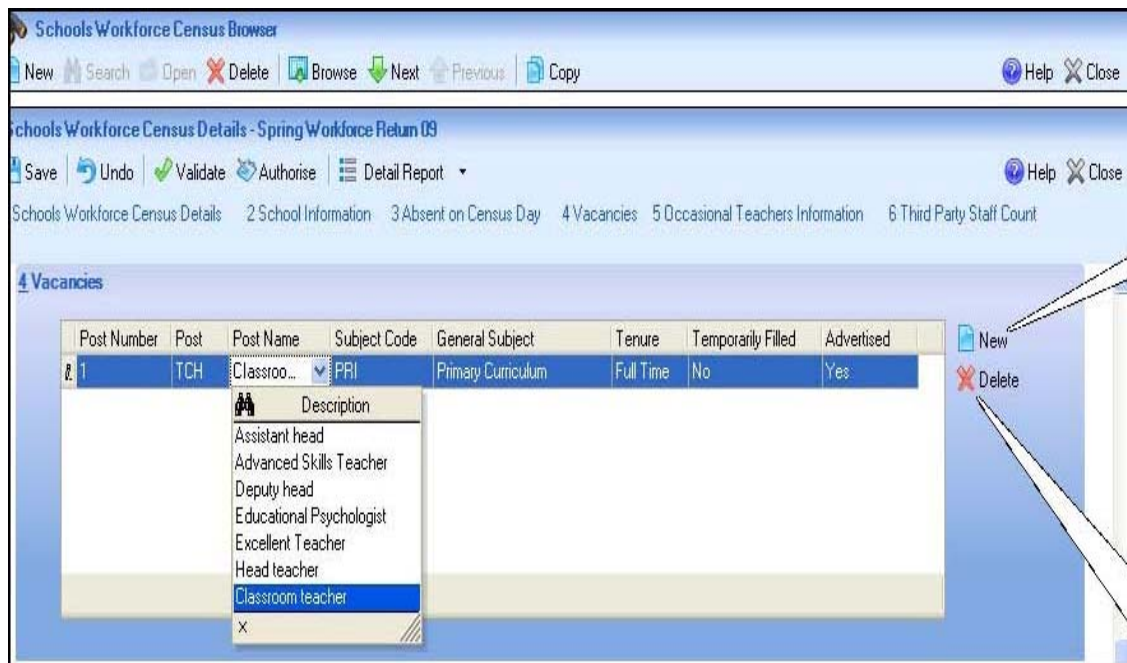 Schools Workforce Census Browser
New Search Open Delete Browse Next Previous Copy Help Close
Schools Workforce Census Details - Spring Workforce Return 09
Save Undo Validate Authorise Detail Report Help Close
Schools Workforce Census Details 2 School Information 3 Absent on Census Day 4 Vacancies 5 Occasional Teachers Information 6 Third Party Staff Count
4 Vacancies
Post Number Post Post Name Subject Code General Subject Tenure Temporarily Filled Advertised New
1 TCH Classroo... PRI Primary Curriculum Full Time No Yes Delete
Description
Assistant head
Advanced Skills Teacher
Deputy head
Educational Psychologist
Excellent Teacher
Head teacher
Classroom teacher
x